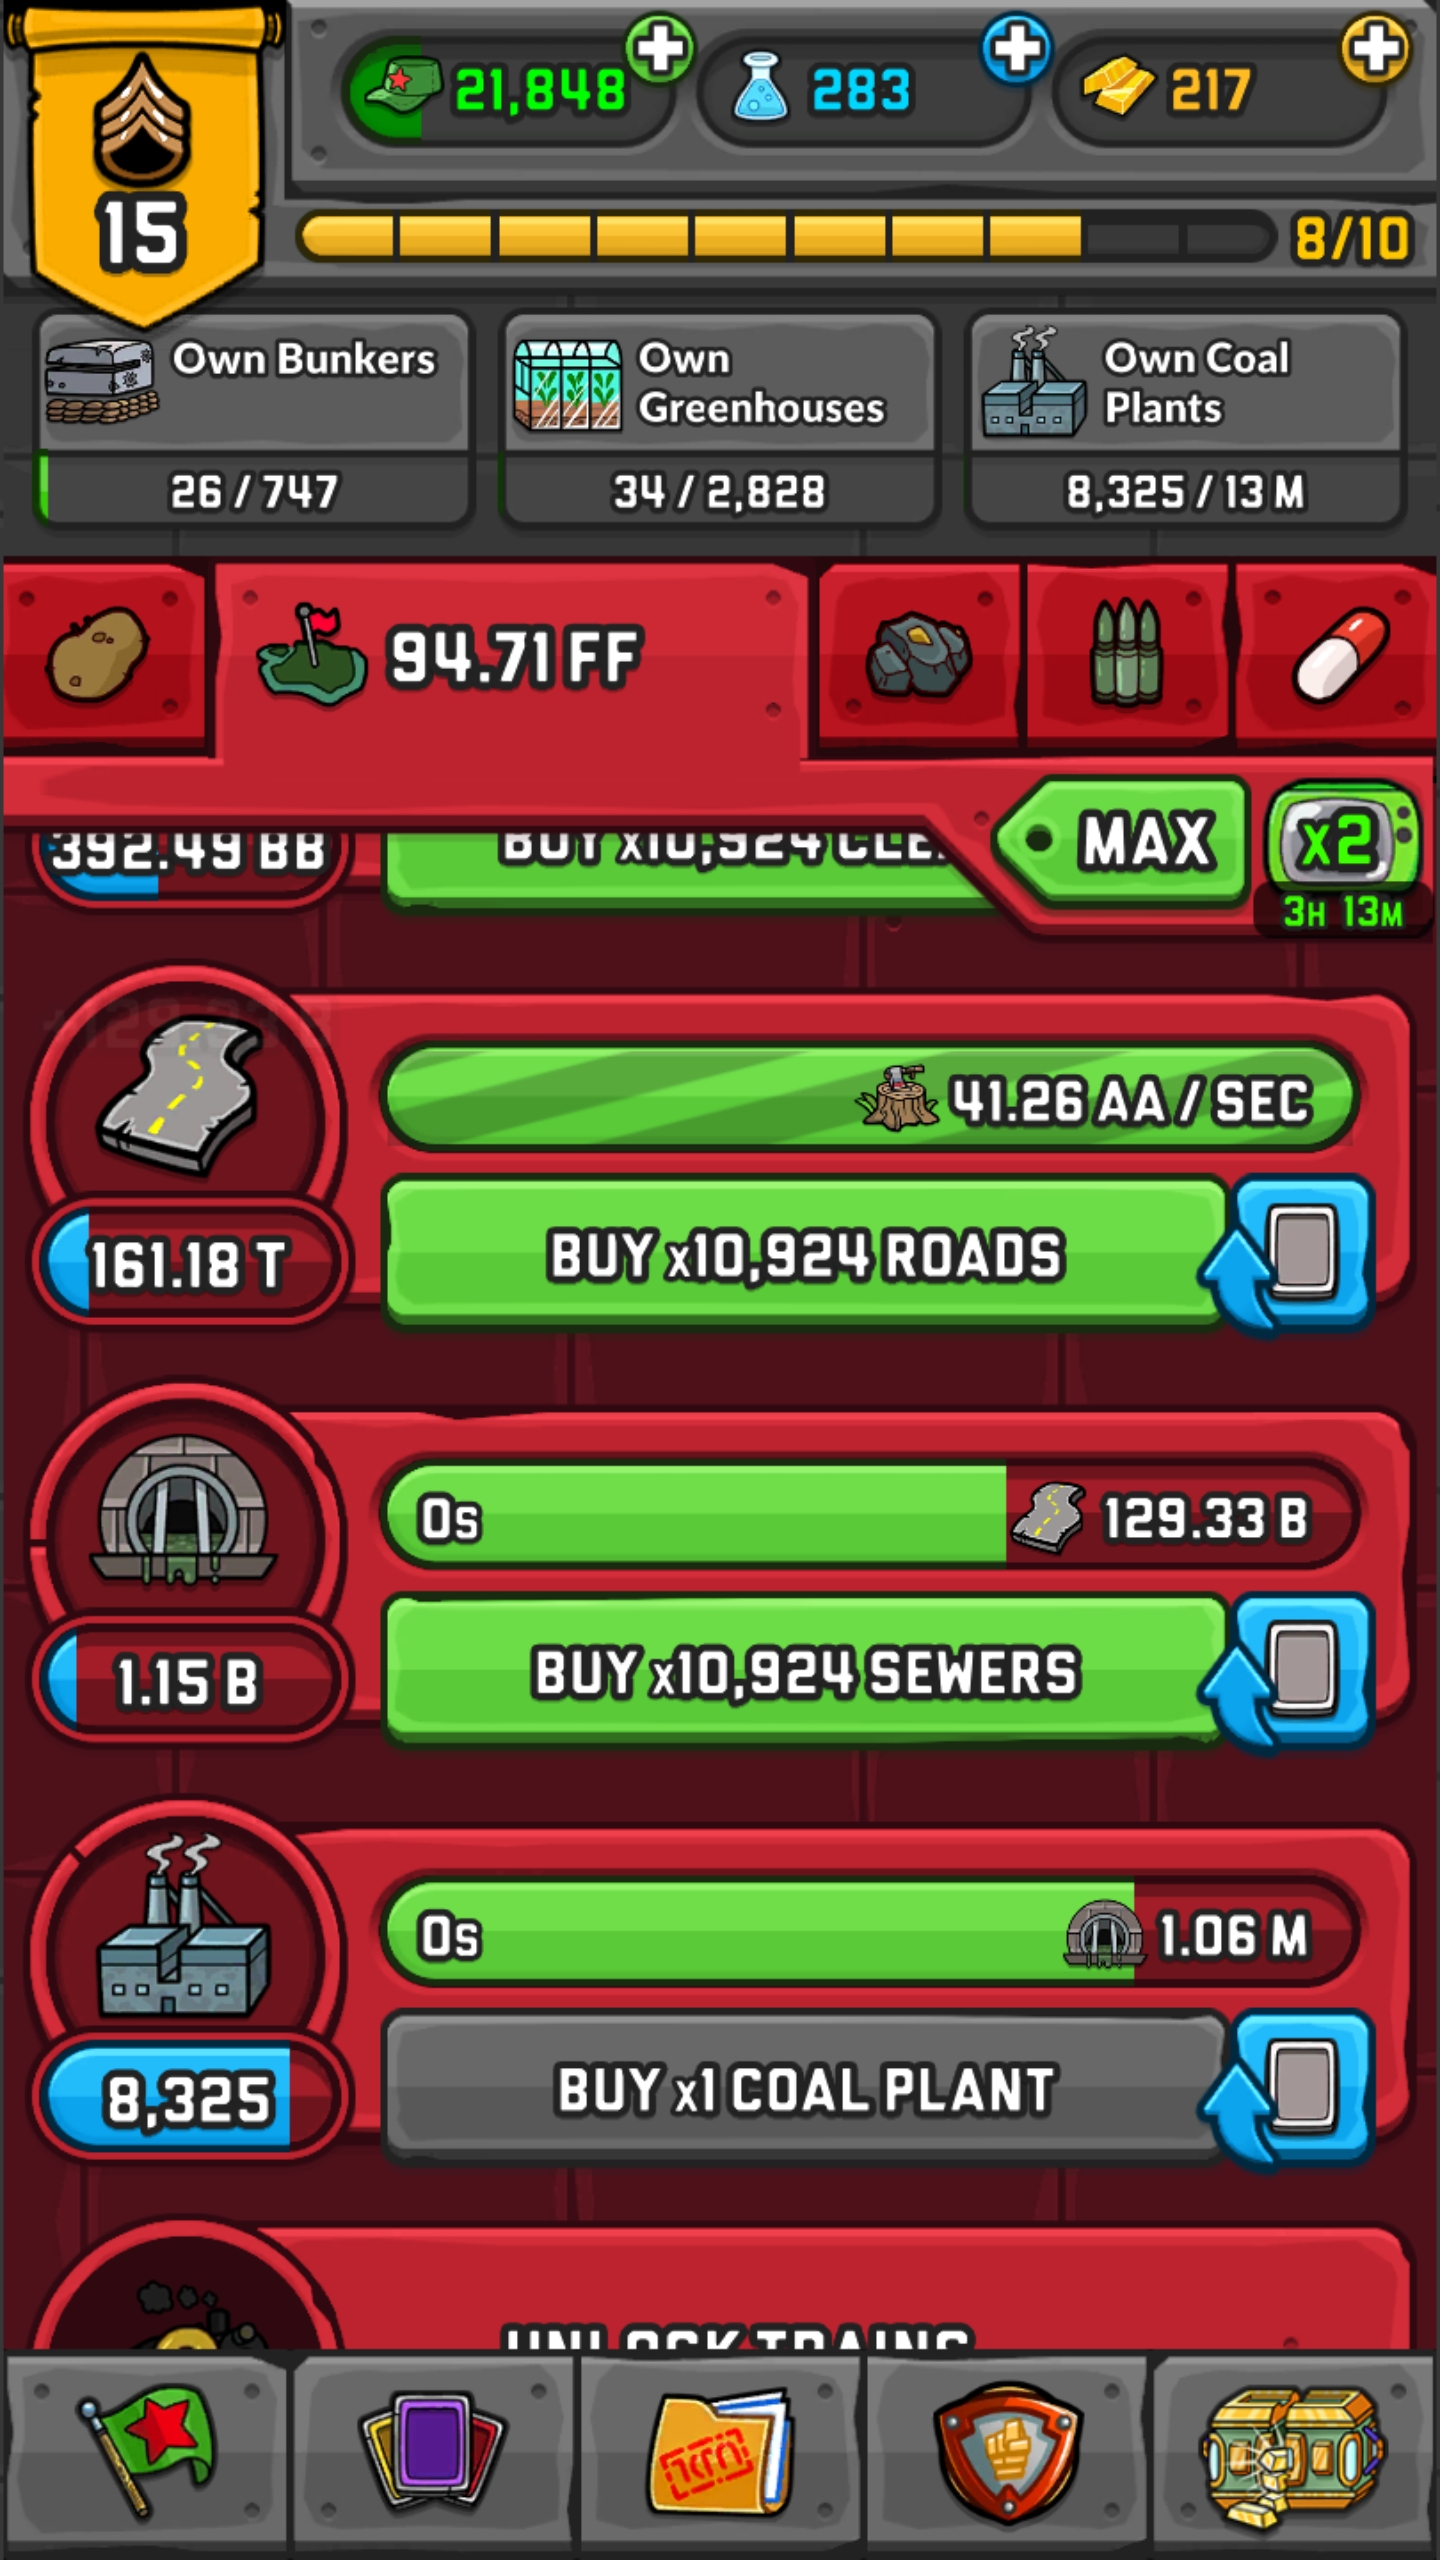 21,848
283
217
15
8/10
Own Bunkers
26 / 747
Own
Greenhouses
34 / 2,828
Own Coal
Plants
8,325 / 13 M
94.71 FF
MAX
x2
3H 13M
392.49 BB
BUY x10,924 CLE
41.26 AA / SEC
161.18 T
BUY x10,924 ROADS
0s
129.33 B
1.15 B
BUY x10,924 SEWERS
0s
1.06 M
8,325
BUY x1 COAL PLANT
UNLOCK TRAINS